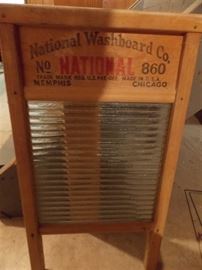 National Washboard Co.
No NATIONAL 860
TRADE MARK REG. U.S. PAT. OFF. MADE IN U.S.A.
MEMPHIS CHICAGO